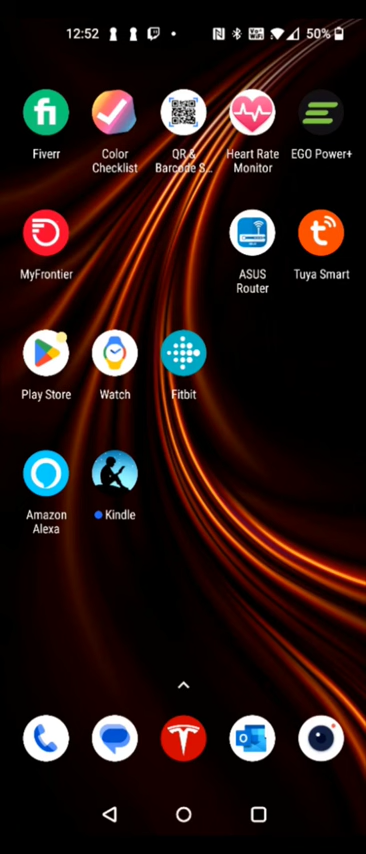 12:52 50%
Fiverr
Color
Checklist
QR &
Barcode S...
Heart Rate
Monitor
EGO Power+
MyFrontier
ASUS
Router
Tuya Smart
Play Store
Watch
Fitbit
Amazon
Alexa
Kindle